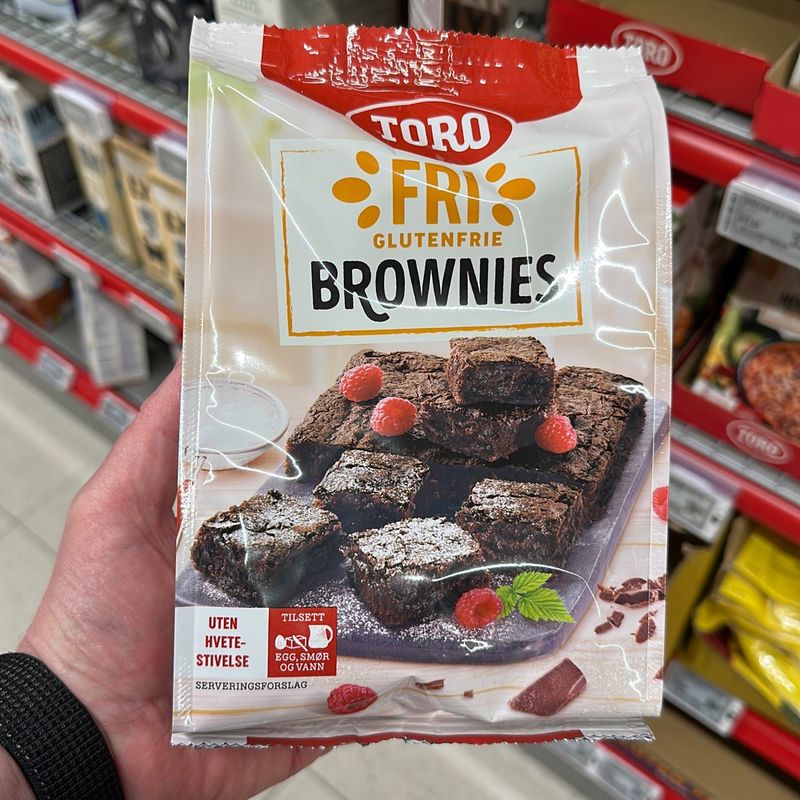 TORO
TORO
FRI
GLUTENFRIE
BROWNIES
UTEN
HVETE-
STIVELSE
TILSETT
EGG, SMØR
OG VANN
SERVERINGSFORSLAG
TORO